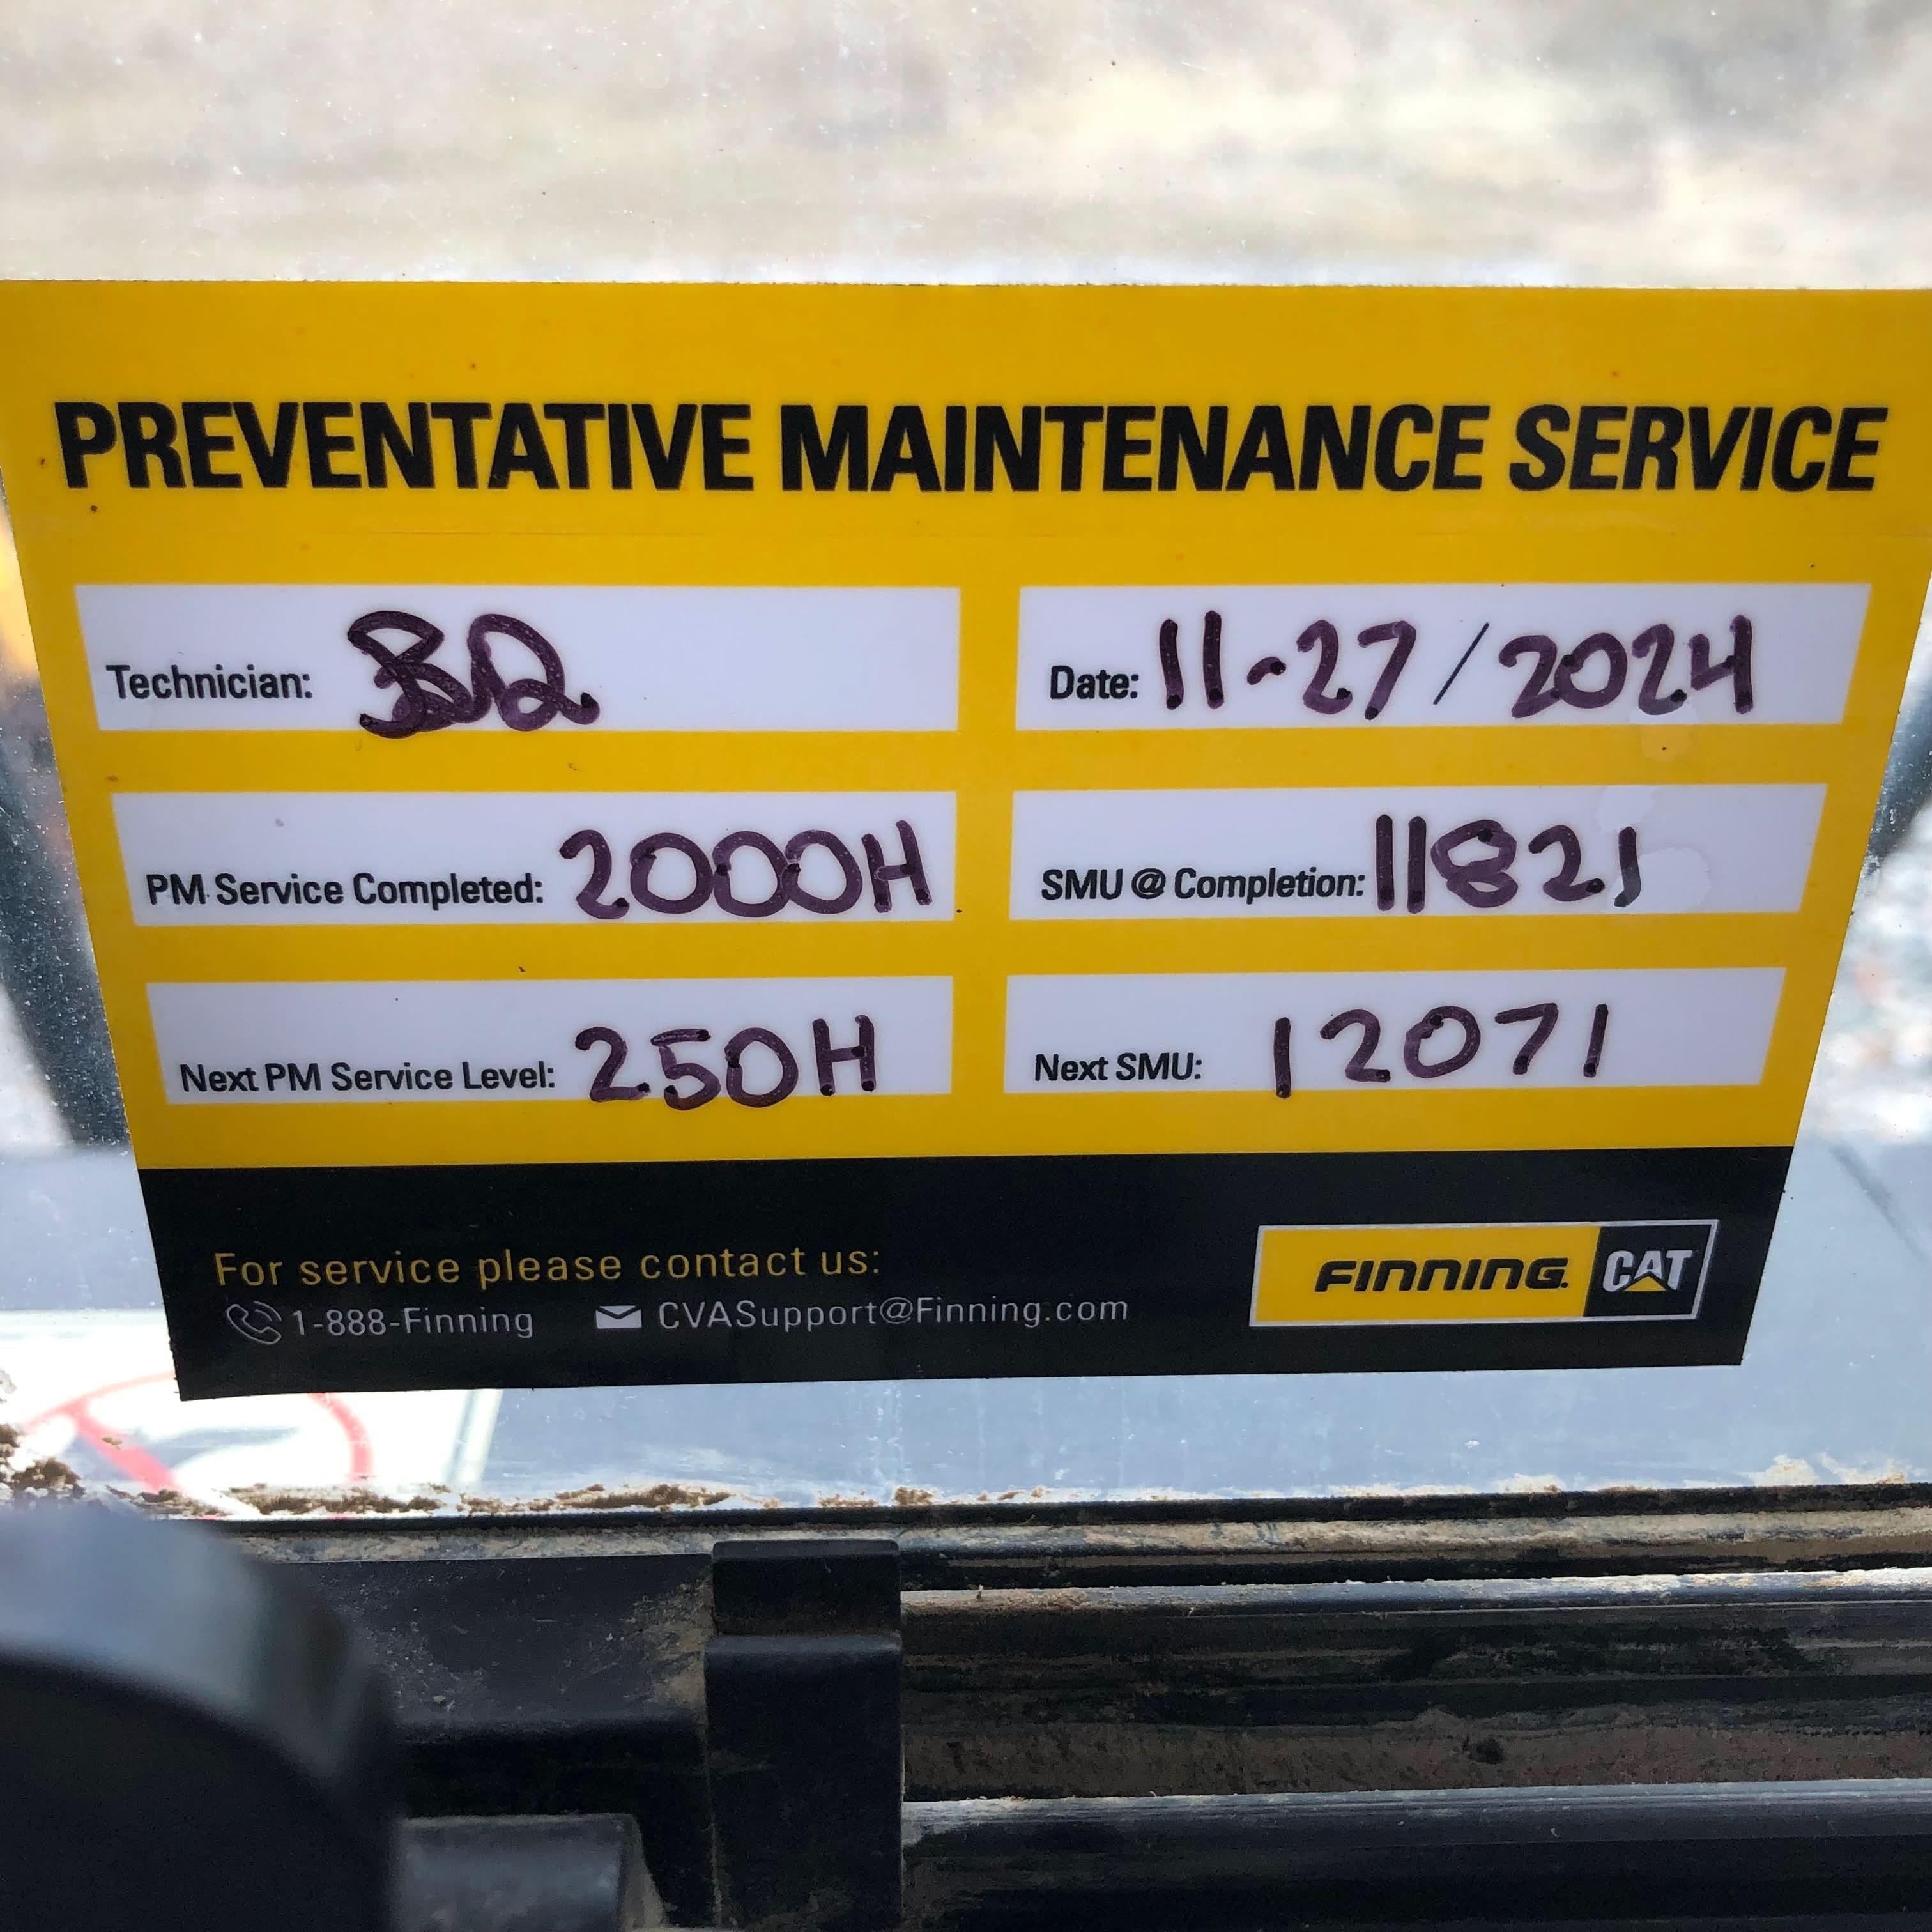 PREVENTATIVE MAINTENANCE SERVICE
Technician: BQ
Date: 11-27/2024
PM Service Completed: 2000H
SMU @ Completion: 11821
Next PM Service Level: 250H
Next SMU: 12071
For service please contact us:
1-888-Finning CVASupport@Finning.com
FINNING. CAT